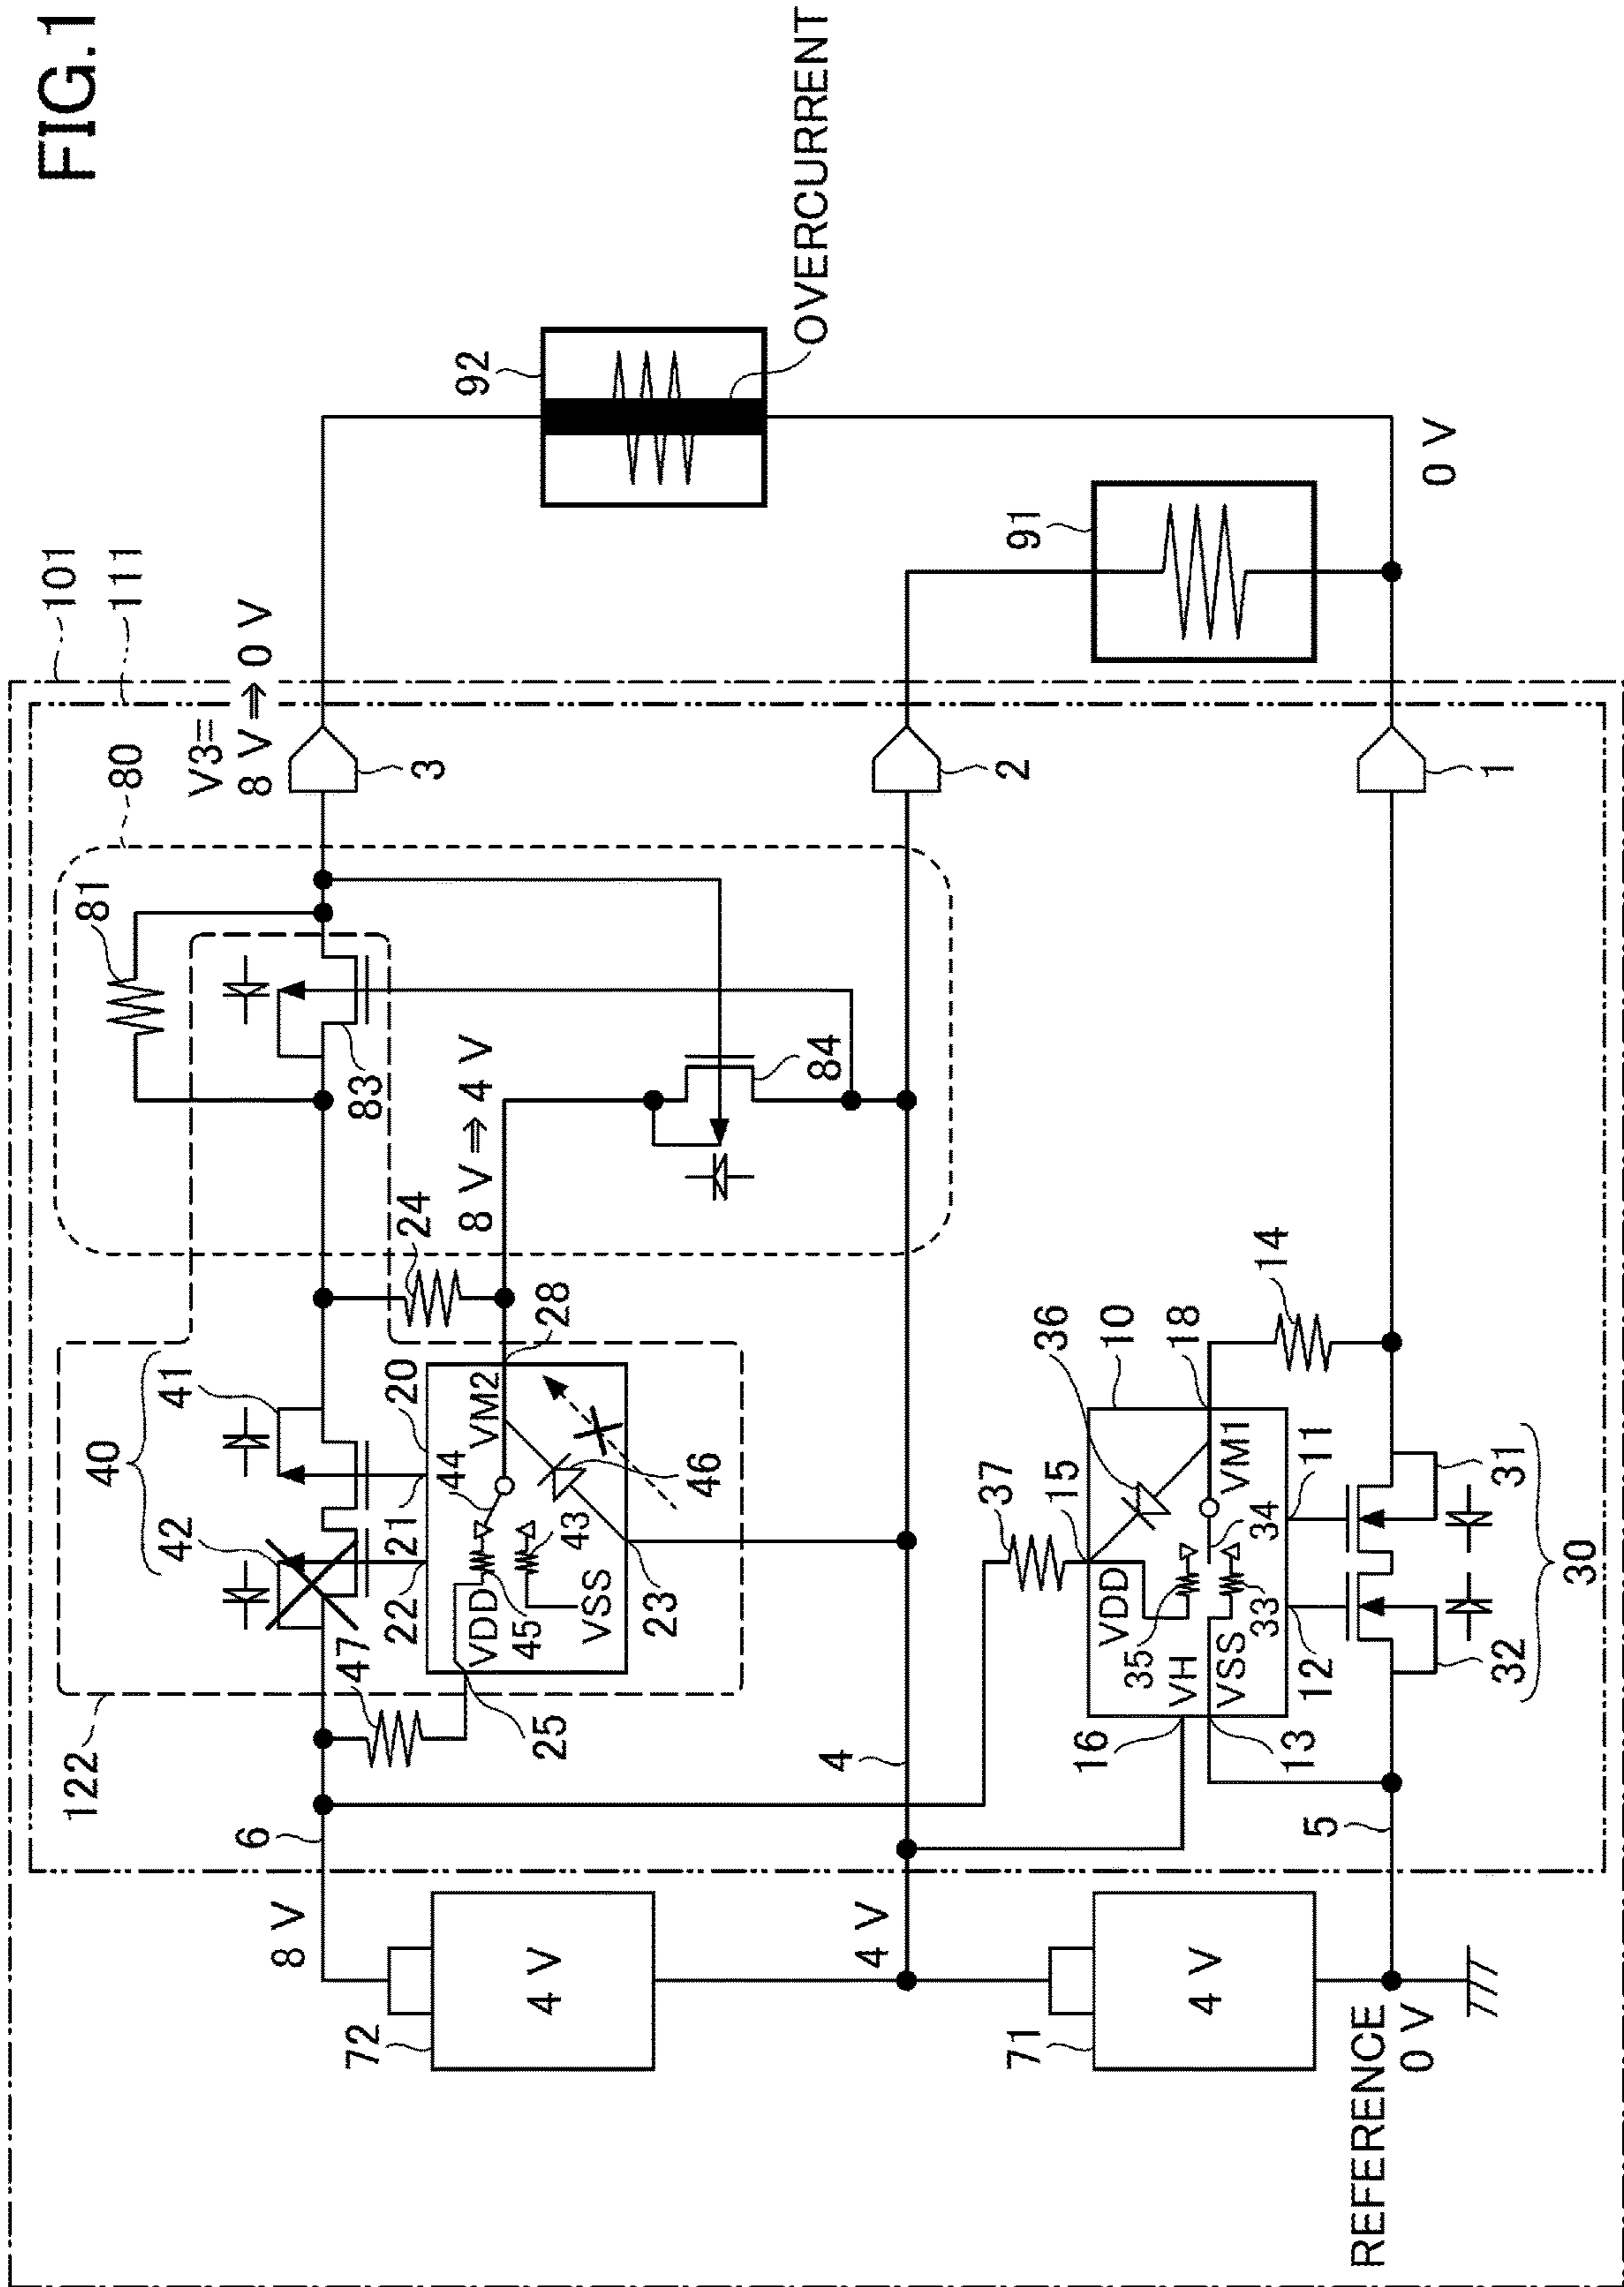 FIG.1
101
111
V3=
8 V⇒0 V
80
81
3
83
84
8 V⇒4 V
24
28
40
41
42
20
21
22
44
VM2
46
43
45
VDD
VSS
23
47
25
122
6
8 V
72
4 V
92
OVERCURRENT
2
4
4 V
91
0 V
1
37
15
36
10
18
14
VDD
VM1
35
34
33
VH
VSS
16
13
12
11
31
32
30
5
71
4 V
REFERENCE
0 V